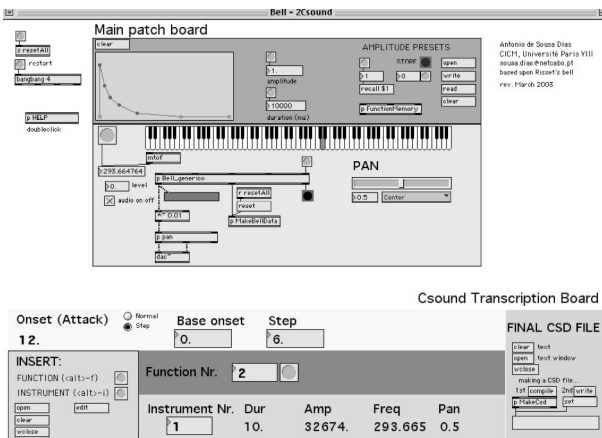 Bell - 2Csound
Main patch board
s resetALL
restart
bangbang 4
p HELP
doubleclick
clear
1.
amplitude
10000
duration (ms)
AMPLITUDE PRESETS
STORE
open
1
0
write
recall $1
read
p FunctionMemory
clear
Antonio de Sousa Dias
CICM, Université Paris VIII
sousa.dias@netcabo.pt
based upon Risset's bell
rev. March 2003
mtof
293.664764
p Bell_generico
0. level
audio on off
r resetALL
reset
*~ 0.01
p MakeBellData
p pan
dac~
PAN
0.5 Center
Csound Transcription Board
Onset (Attack)
Normal
Step
Base onset
Step
12.
0.
6.
FINAL CSD FILE
clear text
open text window
wclose
making a CSD file...
1st compile 2nd write
p MakeCsd set
INSERT:
FUNCTION (<alt>-f)
INSTRUMENT (<alt>-i)
open edit
clear
wclose
Function Nr. 2
Instrument Nr. Dur Amp Freq Pan
1 10. 32674. 293.665 0.5